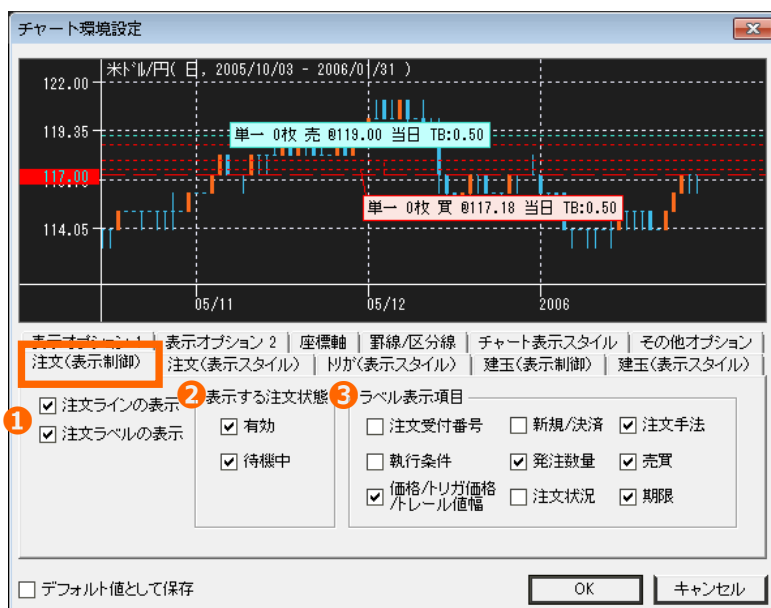 チャート環境設定
米ドル/円( 日, 2005/10/03 - 2006/01/31 )
122.00
119.35
単一 0枚 売 @119.00 当日 TB:0.50
117.00
単一 0枚 買 @117.18 当日 TB:0.50
114.05
05/11 05/12 2006
表示オプション 1 表示オプション 2 座標軸 罫線/区分線 チャート表示スタイル その他オプション
注文(表示制御) 注文(表示スタイル) トリガ(表示スタイル) 建玉(表示制御) 建玉(表示スタイル)
1 注文ラインの表示
注文ラベルの表示
2 表示する注文状態
有効
待機中
3 ラベル表示項目
注文受付番号 新規/決済 注文手法
執行条件 発注数量 売買
価格/トリガ価格
/トレール値幅 注文状況 期限
デフォルト値として保存 OK キャンセル